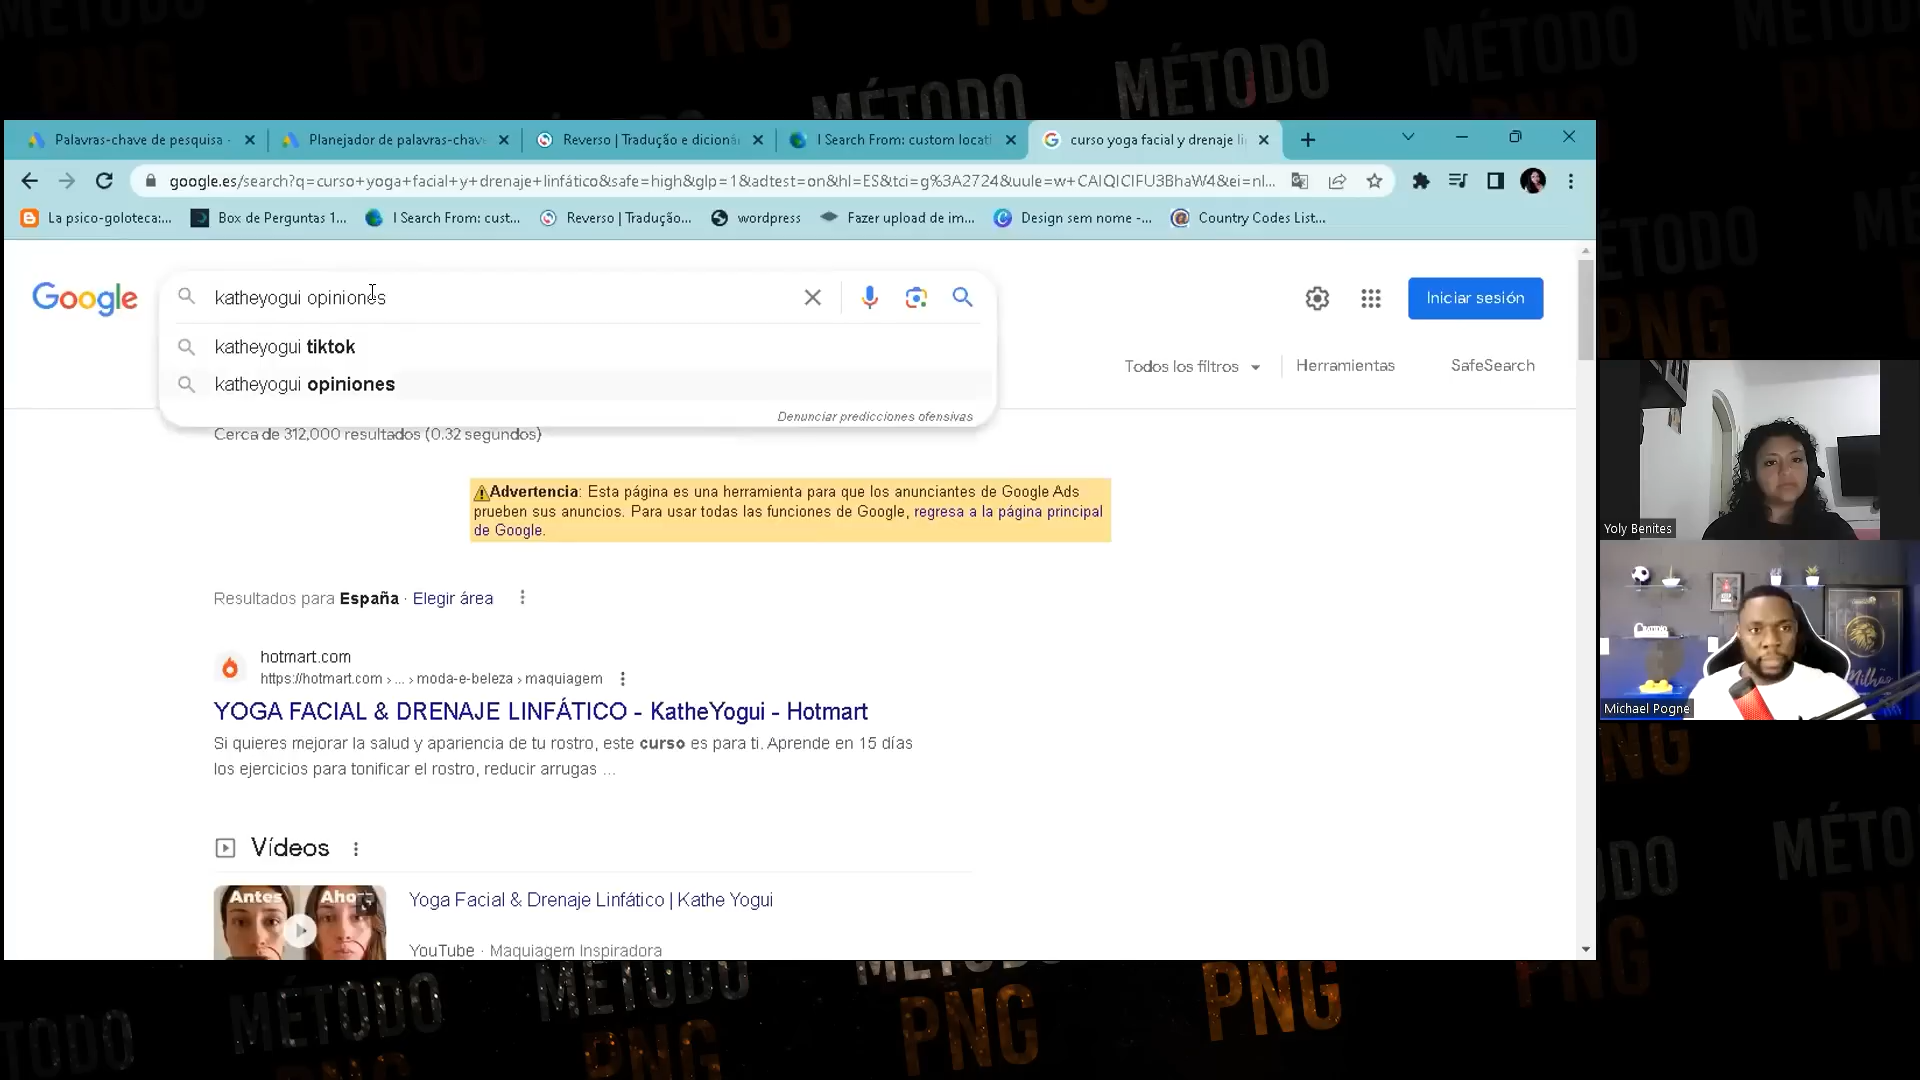 MÉTODO
PNG
Palavras-chave de pesquisa -
Planejador de palavras-chav
Reverso | Tradução e dicioná
I Search From: custom locati
curso yoga facial y drenaje li
google.es/search?q=curso+yoga+facial+y+drenaje+linfático&safe=high&glp=1&adtest=on&hl=ES&tci=g%3A2724&uule=w+CAIQICIFU3BhaW4&ei=nI...
La psico-goloteca:...
Box de Perguntas 1...
I Search From: cust...
Reverso | Tradução...
wordpress
Fazer upload de im...
Design sem nome -...
Country Codes List...
Google
katheyogui opiniones
Iniciar sesión
katheyogui tiktok
katheyogui opiniones
Denunciar predicciones ofensivas
Todos los filtros
Herramientas
SafeSearch
Cerca de 312,000 resultados (0.32 segundos)
Advertencia: Esta página es una herramienta para que los anunciantes de Google Ads
prueben sus anuncios. Para usar todas las funciones de Google, regresa a la página principal
de Google.
Resultados para España · Elegir área
hotmart.com
https://hotmart.com › ... › moda-e-beleza › maquiagem
YOGA FACIAL & DRENAJE LINFÁTICO - KatheYogui - Hotmart
Si quieres mejorar la salud y apariencia de tu rostro, este curso es para ti. Aprende en 15 días
los ejercicios para tonificar el rostro, reducir arrugas ...
Vídeos
Antes
Aho
Yoga Facial & Drenaje Linfático | Kathe Yogui
YouTube · Maquiagem Inspiradora
Yoly Benites
Michael Pogne
MÉTODO
PNG